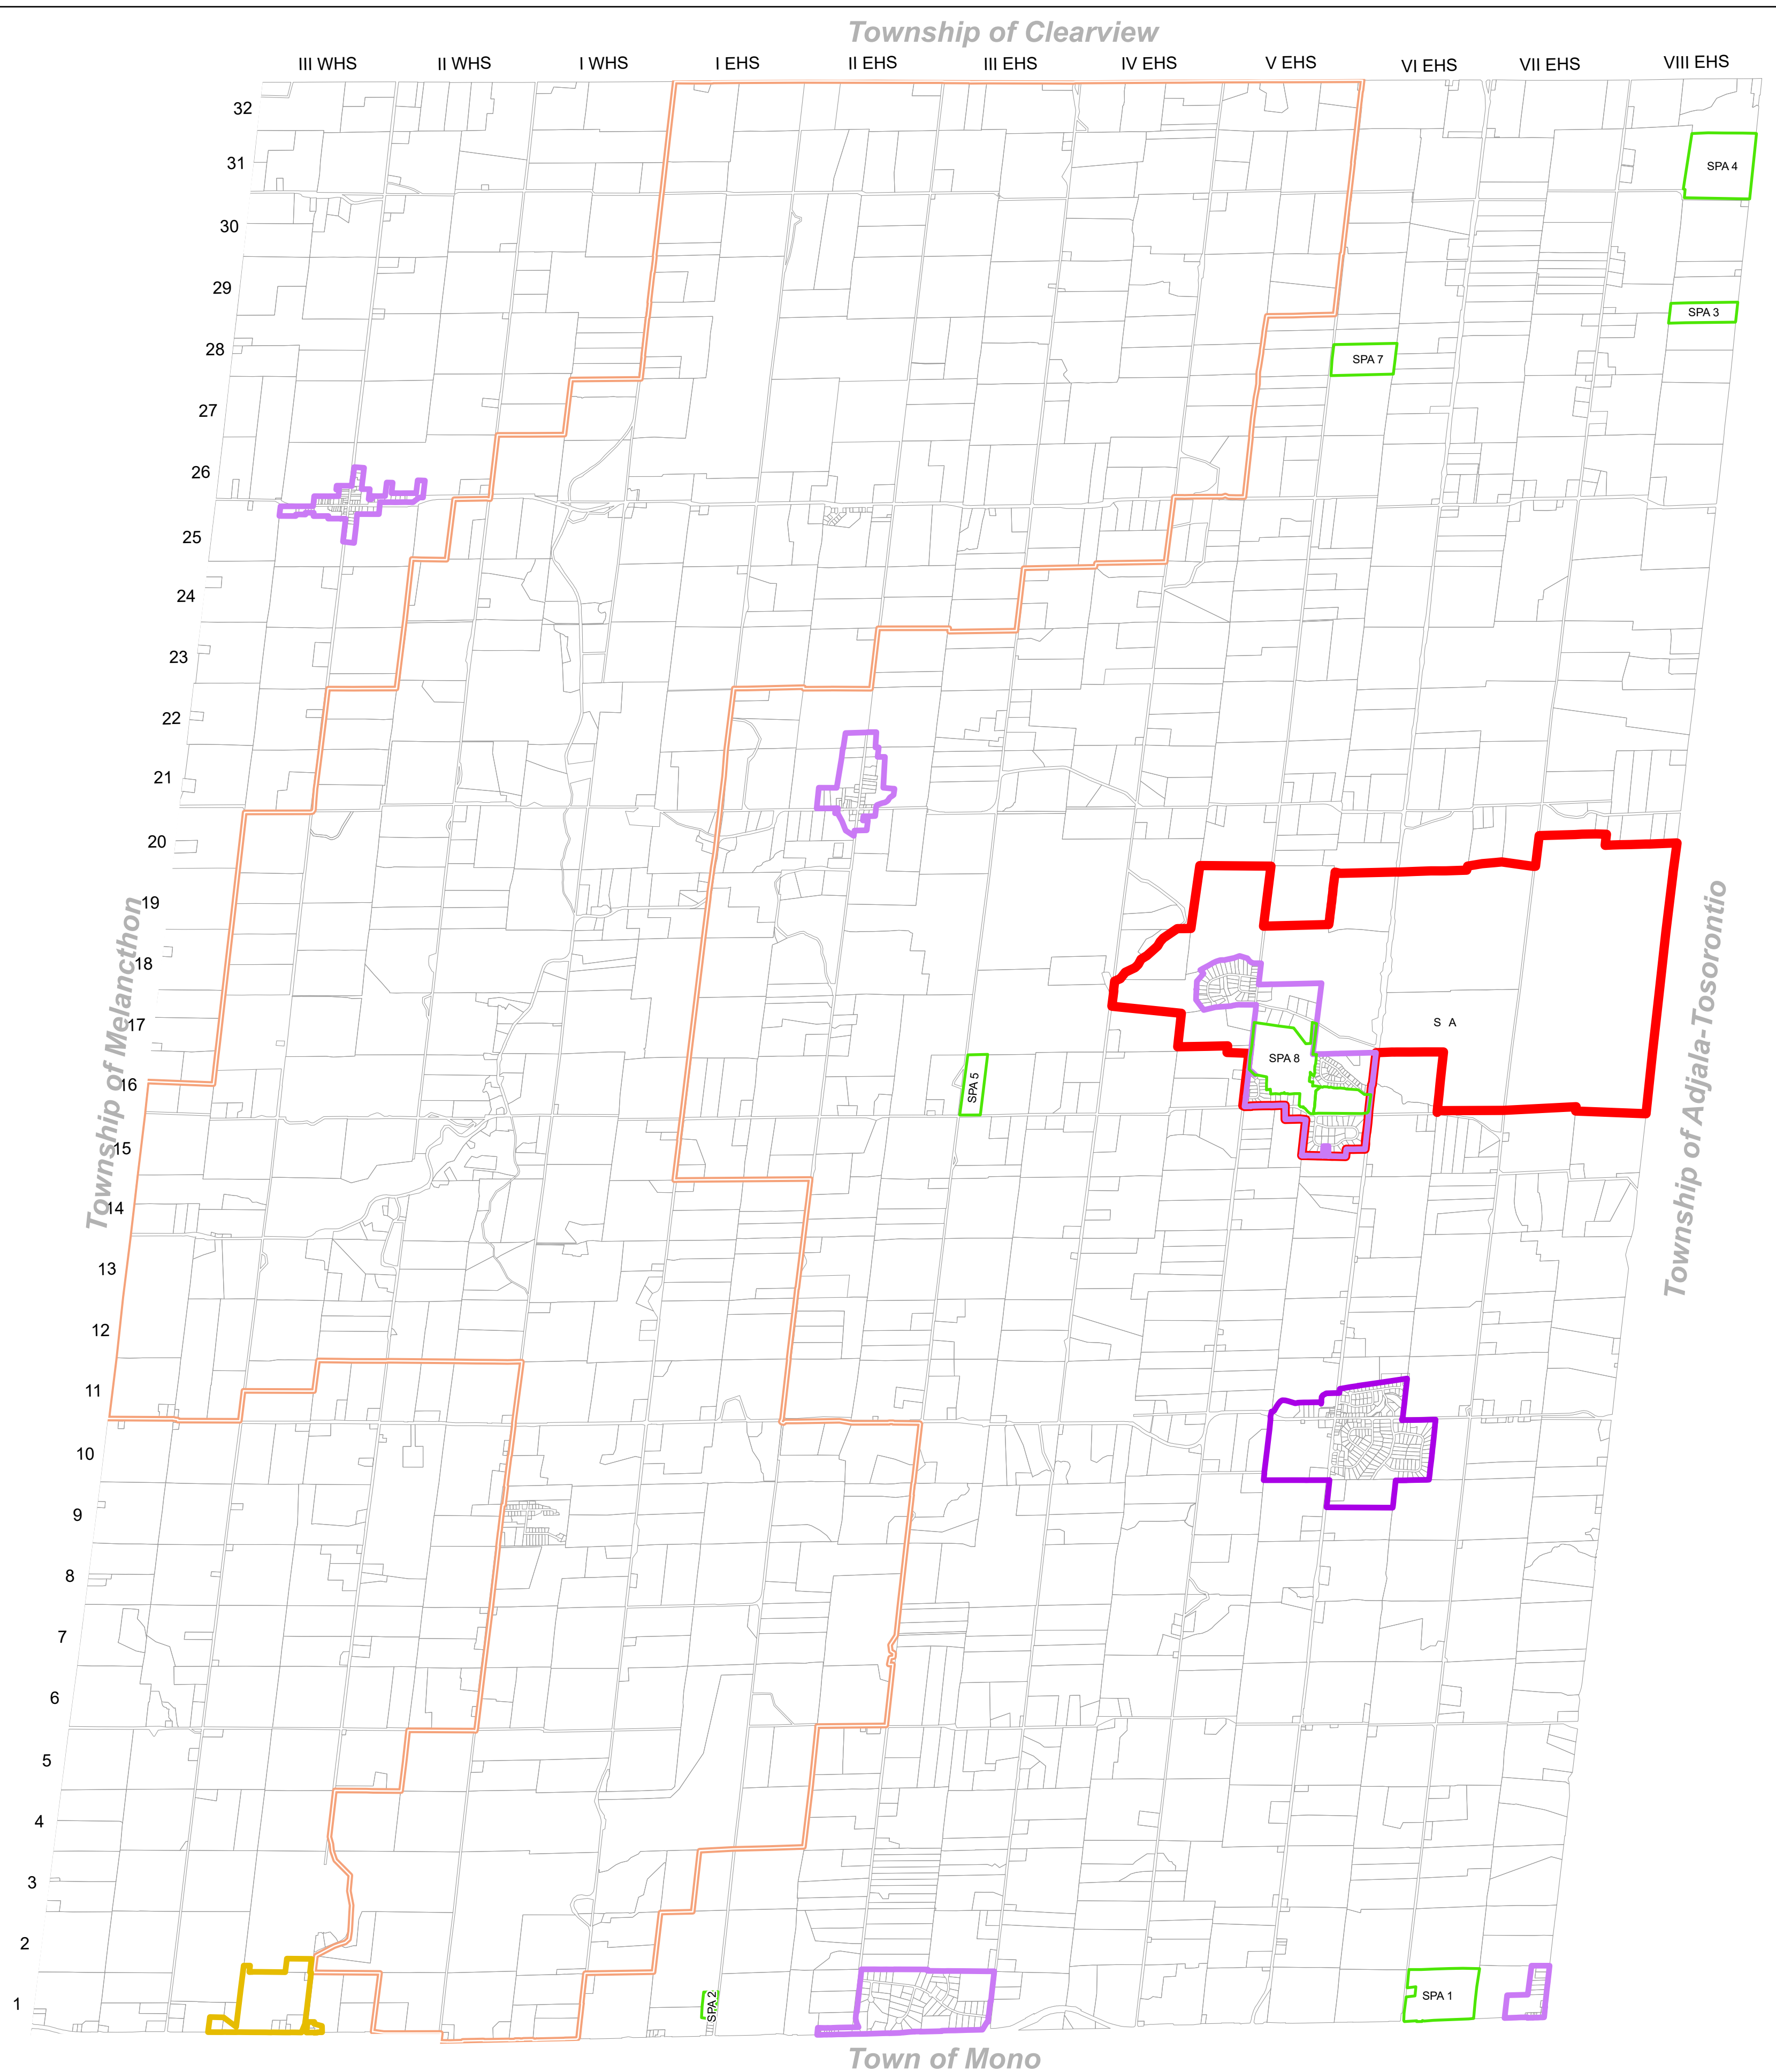 Township of Clearview
III WHS II WHS I WHS I EHS II EHS III EHS IV EHS V EHS VI EHS VII EHS VIII EHS
32
31
SPA 4
30
29
SPA 3
28
SPA 7
27
26
25
24
23
22
21
20
19
18
17
S A
16
SPA 8
SPA 5
15
14
Township of Melancthon
Township of Adjala-Tosorontio
13
12
11
10
9
8
7
6
5
4
3
2
1
SPA 2
SPA 1
Town of Mono